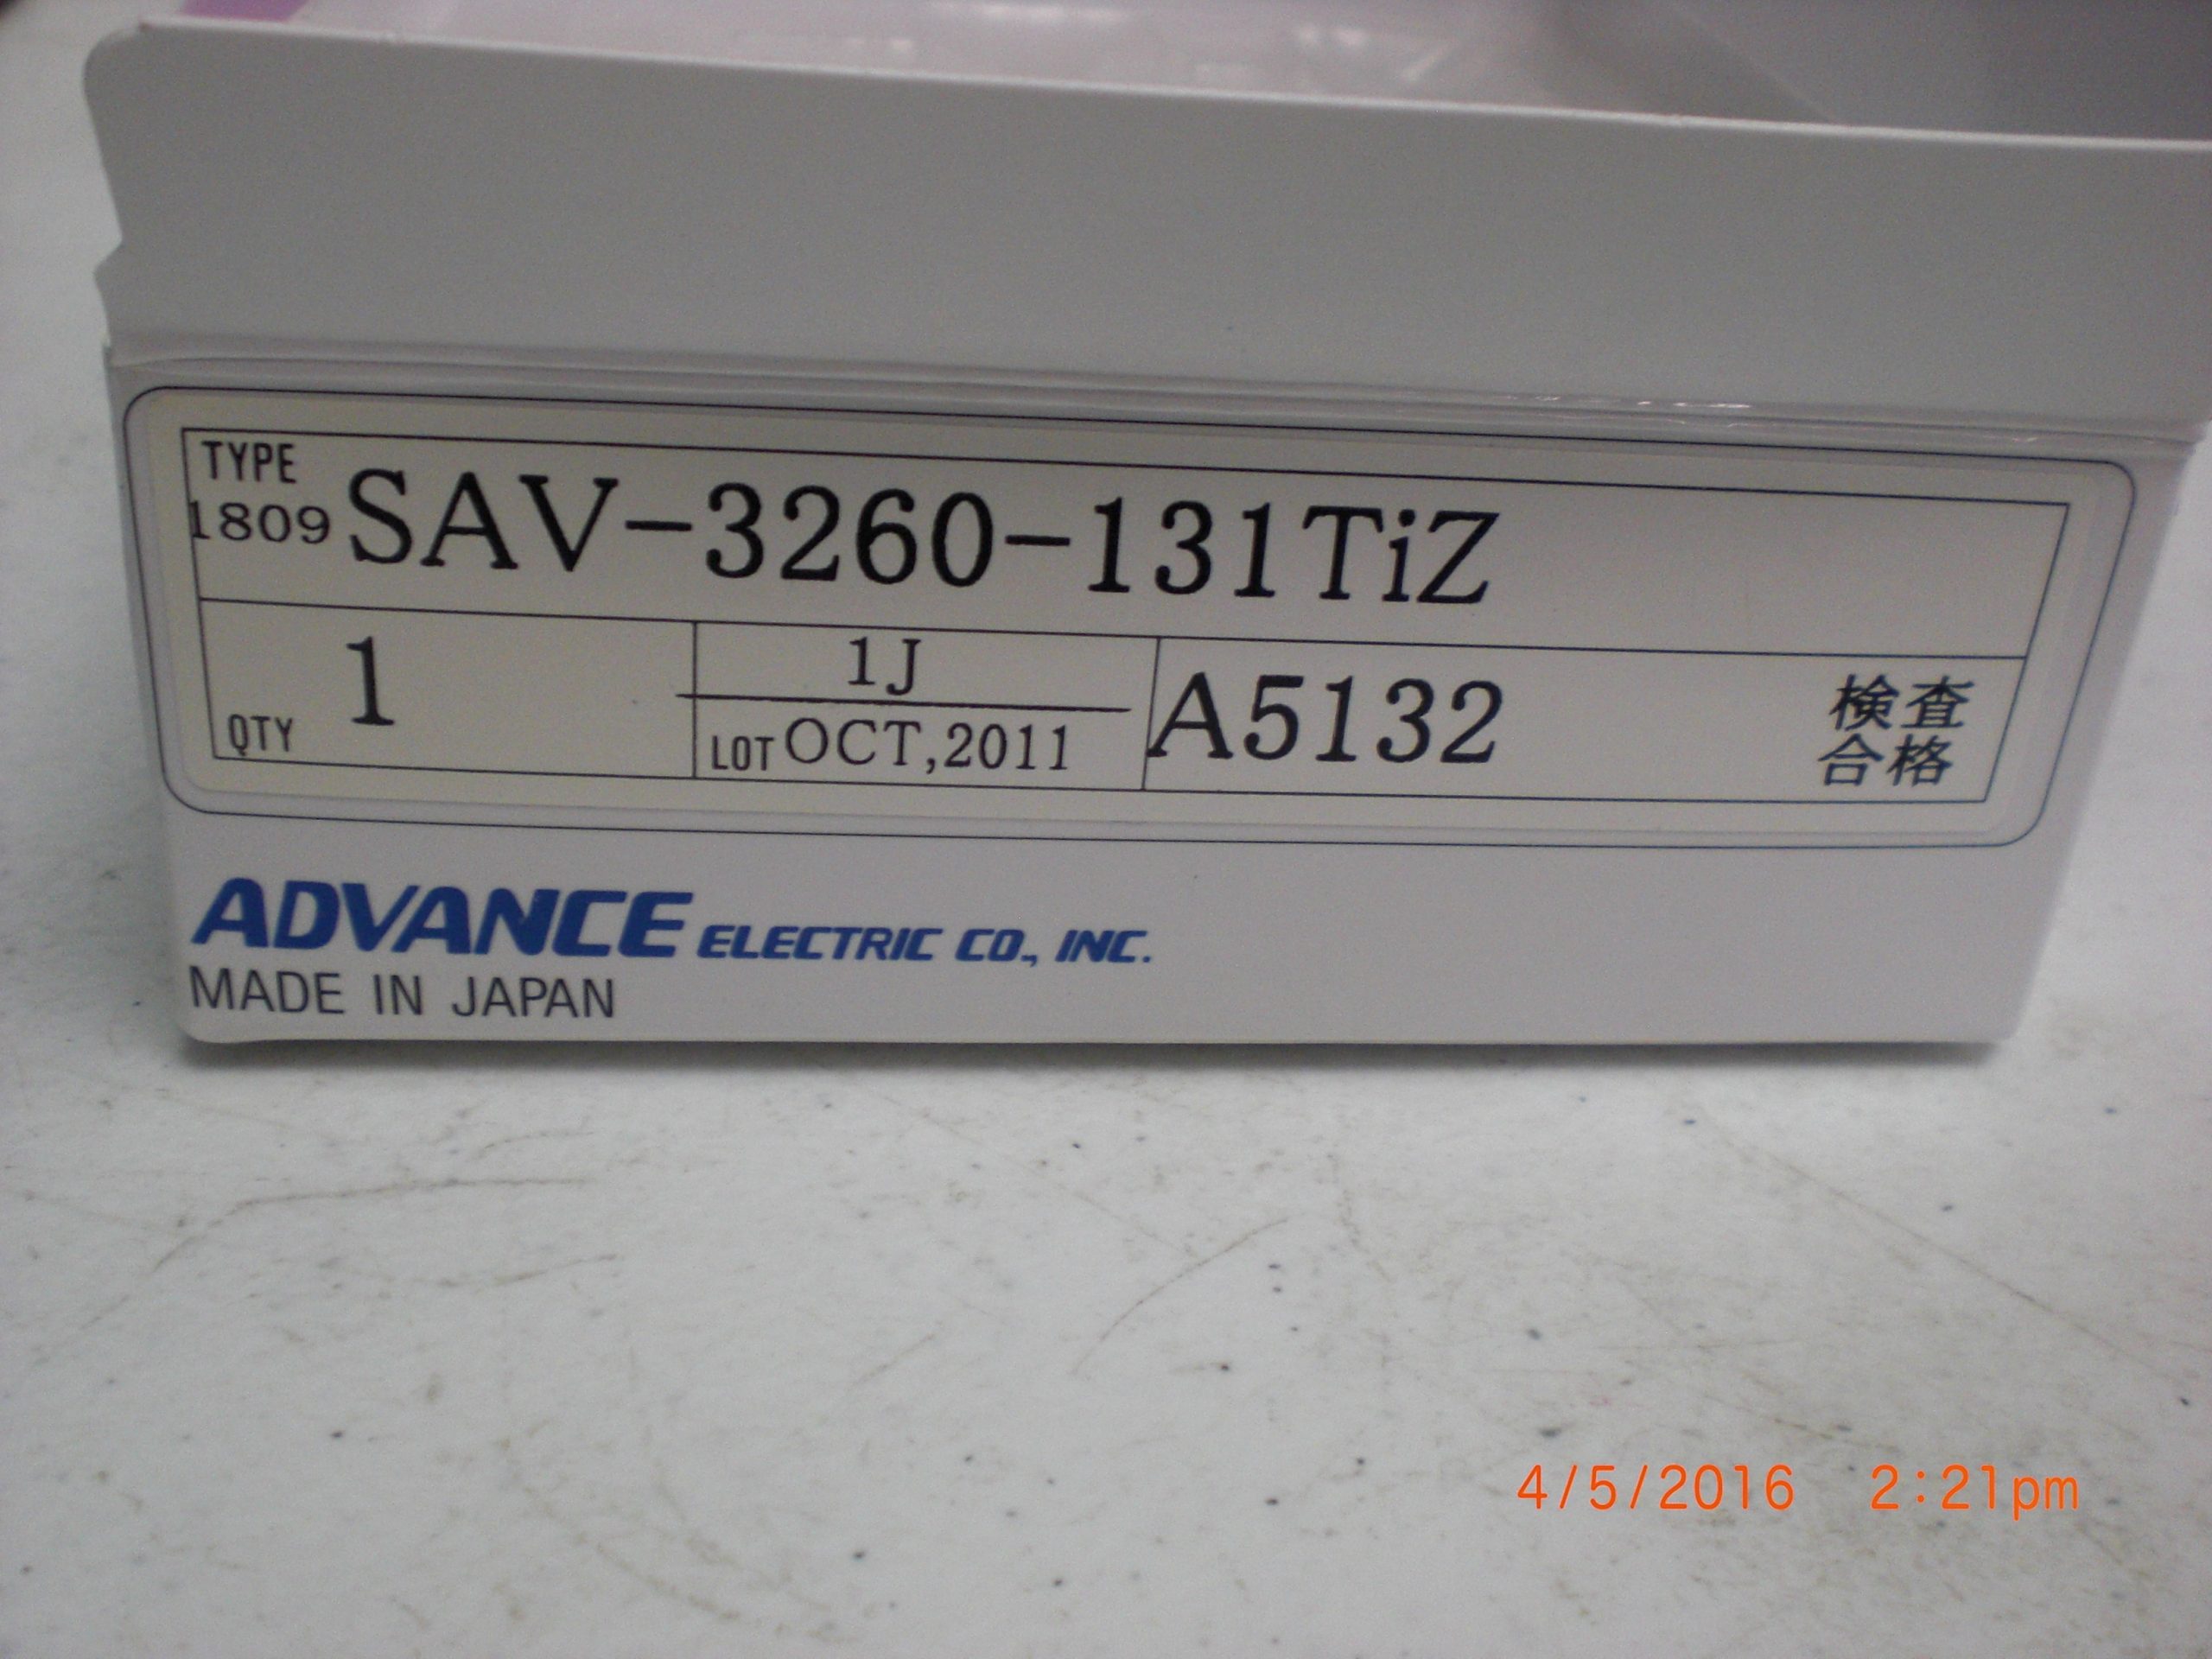 TYPE
1809 SAV-3260-131TiZ
QTY 1
1J
LOT OCT,2011
A5132
検査
合格
ADVANCE ELECTRIC CO., INC.
MADE IN JAPAN
4/5/2016 2:21pm